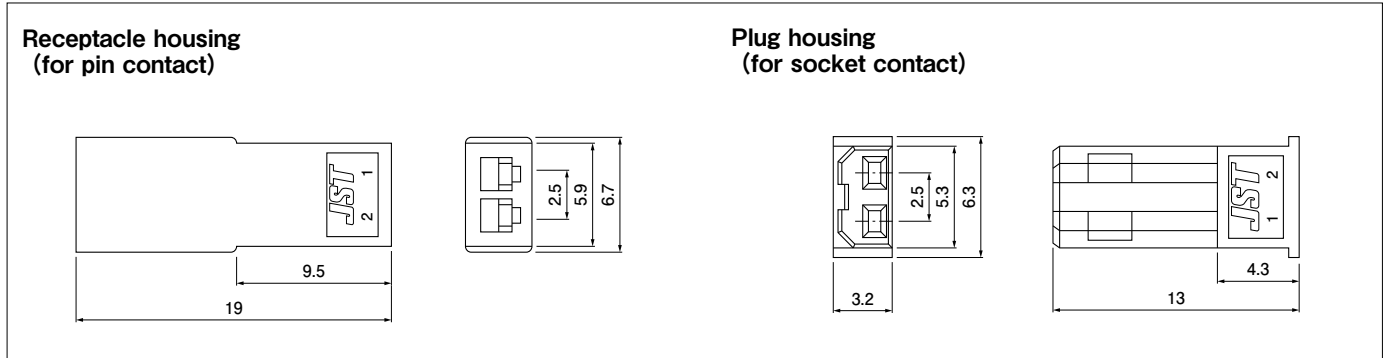 Receptacle housing
(for pin contact)
JST
1
2
9.5
19
2.5
5.9
6.7
Plug housing
(for socket contact)
3.2
2.5
5.3
6.3
JST
2
1
4.3
13